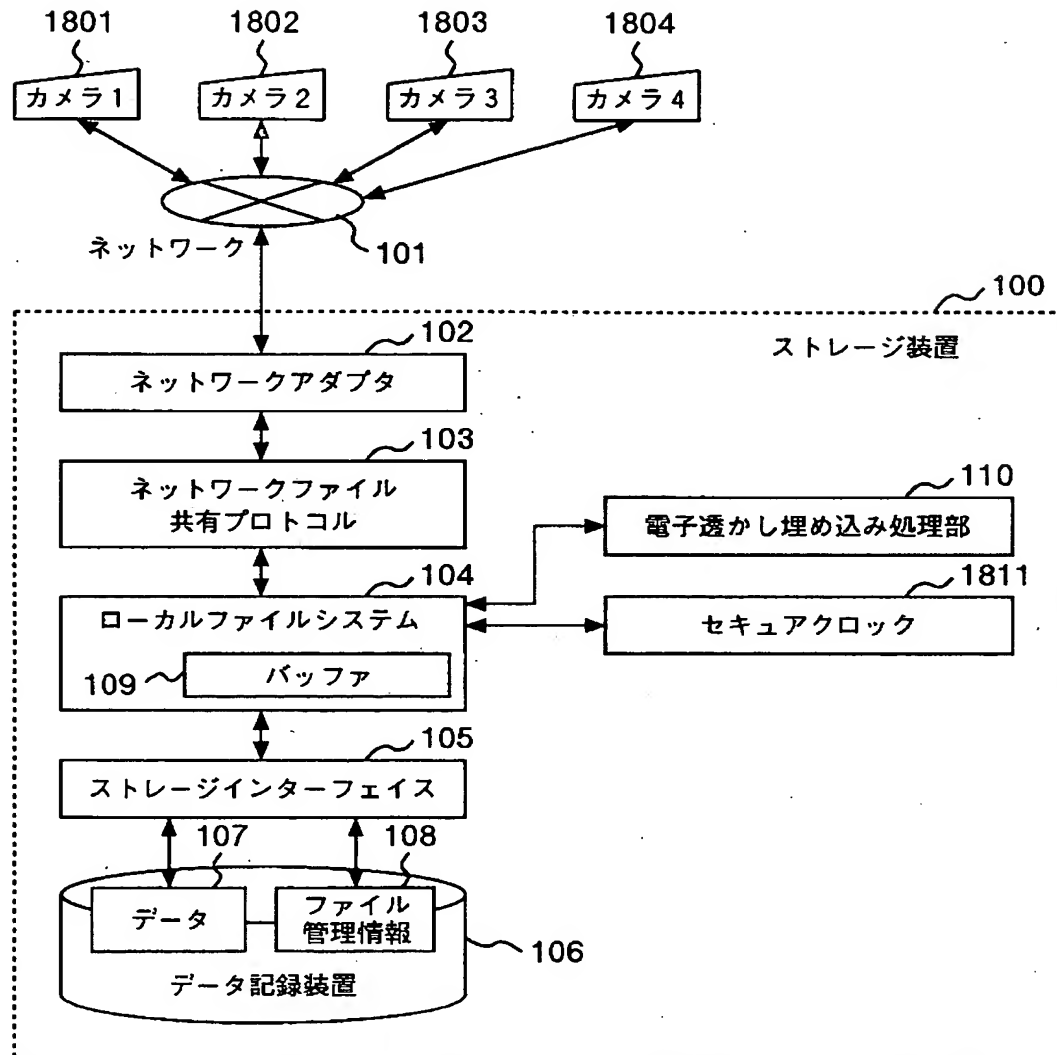 1801
1802
1803
1804
カメラ1
カメラ2
カメラ3
カメラ4
ネットワーク
101
100
ストレージ装置
102
ネットワークアダプタ
103
ネットワークファイル
共有プロトコル
110
電子透かし埋め込み処理部
104
ローカルファイルシステム
1811
セキュアクロック
109
バッファ
105
ストレージインターフェイス
107
108
データ
ファイル
管理情報
106
データ記録装置